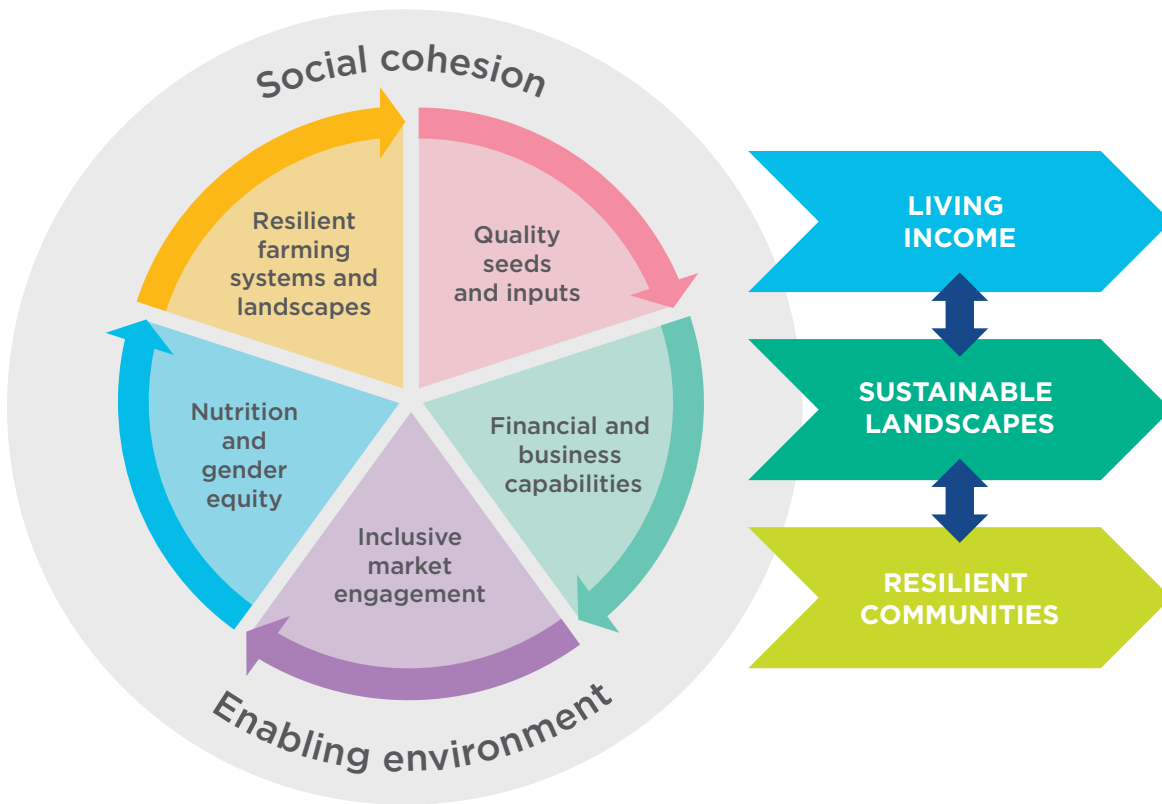 Social cohesion
Resilient
farming
systems and
landscapes
Quality
seeds
and inputs
Nutrition
and
gender
equity
Financial and
business
capabilities
Inclusive
market
engagement
Enabling environment
LIVING
INCOME
SUSTAINABLE
LANDSCAPES
RESILIENT
COMMUNITIES